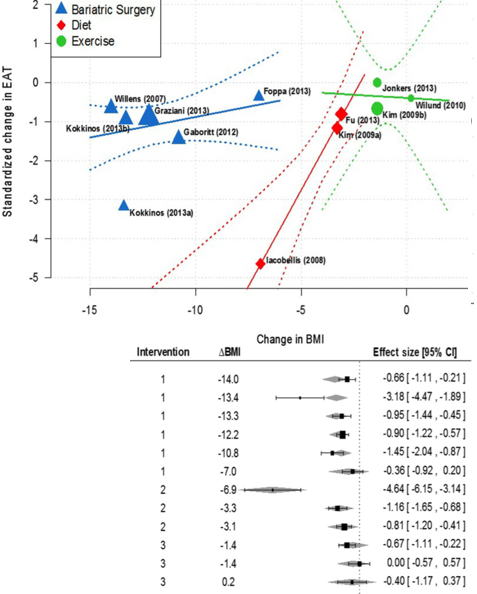 2
Bariatric Surgery
Diet
1
Exercise
0
Jonkers (2013)
Foppa (2013)
Willens (2007)
Wilund (2010)
Graziani (2013)
Kim (2009b)
-1
Fu (2013)
Kokkinos (2013b)
Gaboritt (2012)
Kim (2009a)
-2
-3
Kokkinos (2013a)
-4
Iacobellis (2008)
-5
Standardized change in EAT
-15 -10 -5 0
Change in BMI
Intervention ΔBMI Effect size [95% CI]
1 -14.0 -0.66 [ -1.11 , -0.21 ]
1 -13.4 -3.18 [ -4.47 , -1.89 ]
1 -13.3 -0.95 [ -1.44 , -0.45 ]
1 -12.2 -0.90 [ -1.22 , -0.57 ]
1 -10.8 -1.45 [ -2.04 , -0.87 ]
1 -7.0 -0.36 [ -0.92 , 0.20 ]
2 -6.9 -4.64 [ -6.15 , -3.14 ]
2 -3.3 -1.16 [ -1.65 , -0.68 ]
2 -3.1 -0.81 [ -1.20 , -0.41 ]
3 -1.4 -0.67 [ -1.11 , -0.22 ]
3 -1.4 0.00 [ -0.57 , 0.57 ]
3 0.2 -0.40 [ -1.17 , 0.37 ]